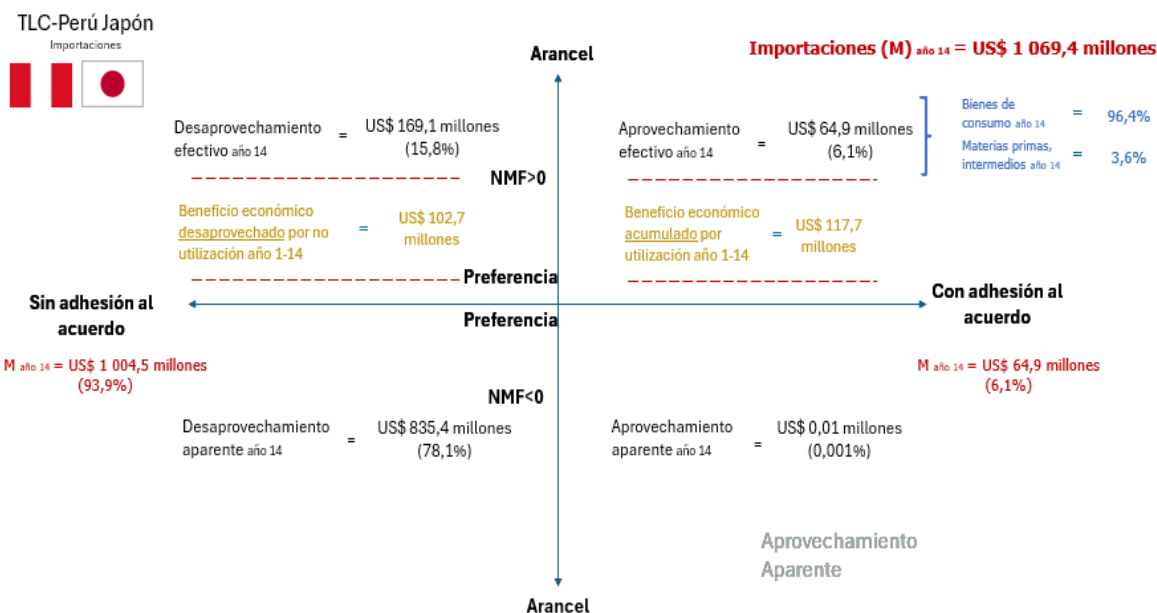 TLC-Perú Japón
Importaciones
Arancel
Importaciones (M) año 14 = US$ 1 069,4 millones
Desaprovechamiento
efectivo año 14
=
US$ 169,1 millones
(15,8%)
Aprovechamiento
efectivo año 14
=
US$ 64,9 millones
(6,1%)
Bienes de
consumo año 14
=
96,4%
Materias primas,
intermedios año 14
=
3,6%
NMF>0
Beneficio económico
desaprovechado por no
utilización año 1-14
=
US$ 102,7
millones
Beneficio económico
acumulado por
utilización año 1-14
=
US$ 117,7
millones
Preferencia
Sin adhesión al
acuerdo
Con adhesión al
acuerdo
Preferencia
M año 14 = US$ 1 004,5 millones
(93,9%)
M año 14 = US$ 64,9 millones
(6,1%)
NMF<0
Desaprovechamiento
aparente año 14
=
US$ 835,4 millones
(78,1%)
Aprovechamiento
aparente año 14
=
US$ 0,01 millones
(0,001%)
Aprovechamiento
Aparente
Arancel